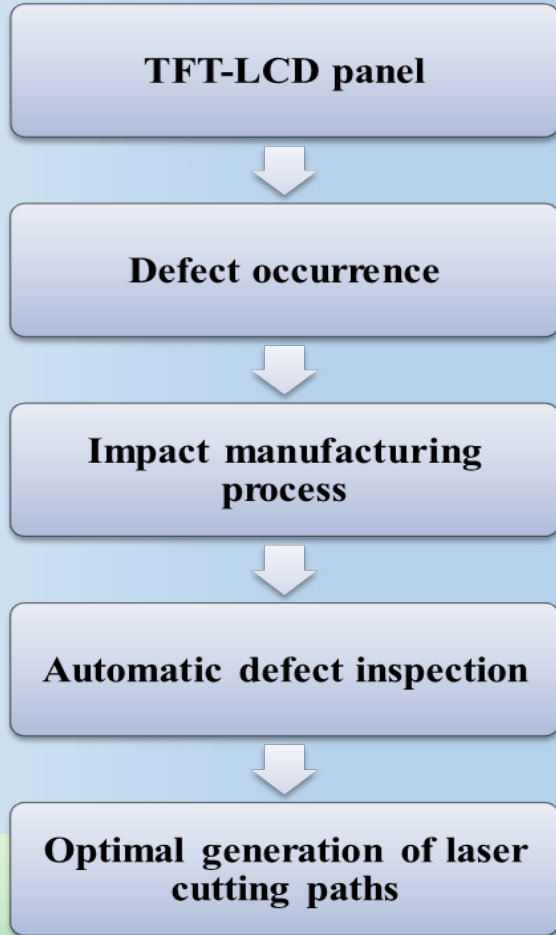 TFT-LCD panel
Defect occurrence
Impact manufacturing
process
Automatic defect inspection
Optimal generation of laser
cutting paths